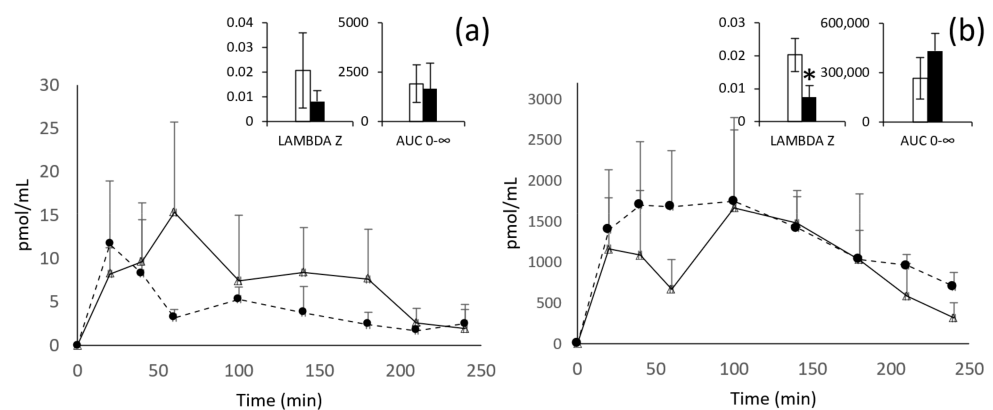 (a)
0.04
0.03
0.02
0.01
0
LAMBDA Z
5000
2500
0
AUC 0-∞
30
25
20
15
10
5
0
pmol/mL
0 50 100 150 200 250
Time (min)
(b)
0.03
0.02
0.01
0
*
LAMBDA Z
600,000
300,000
0
AUC 0-∞
3000
2500
2000
1500
1000
500
0
pmol/mL
0 50 100 150 200 250
Time (min)